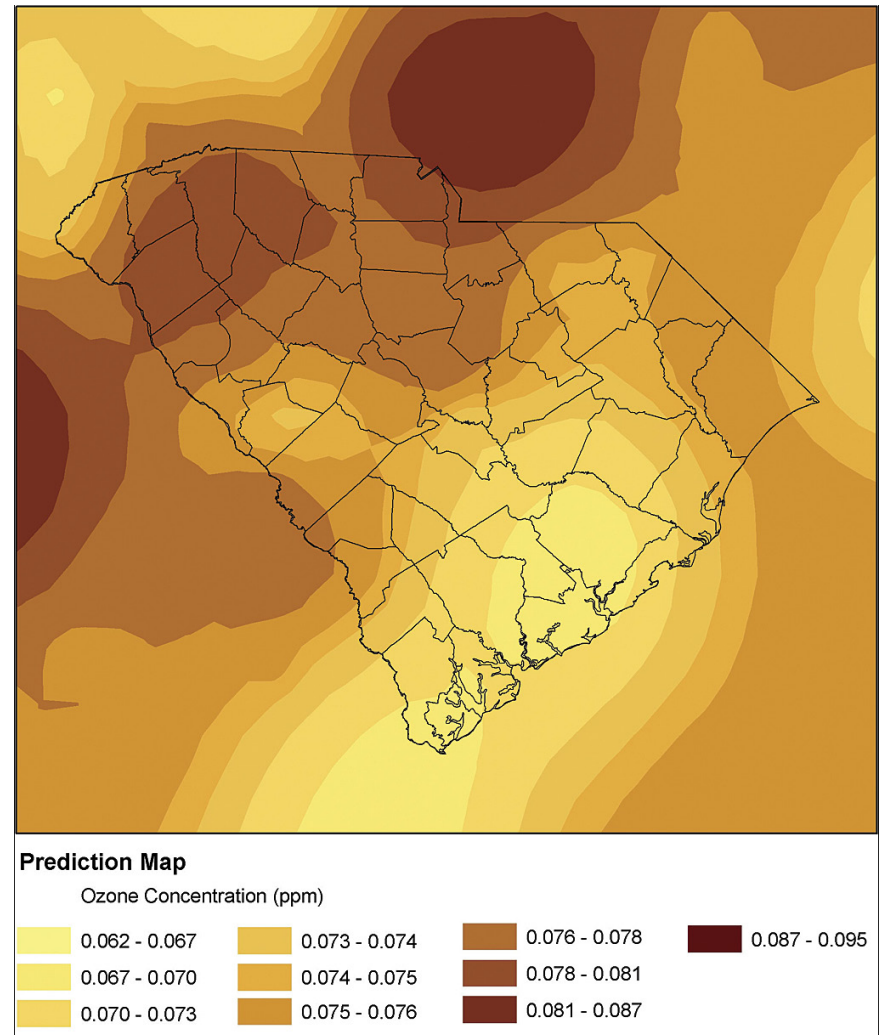 Prediction Map
Ozone Concentration (ppm)
0.062 - 0.067
0.067 - 0.070
0.070 - 0.073
0.073 - 0.074
0.074 - 0.075
0.075 - 0.076
0.076 - 0.078
0.078 - 0.081
0.081 - 0.087
0.087 - 0.095